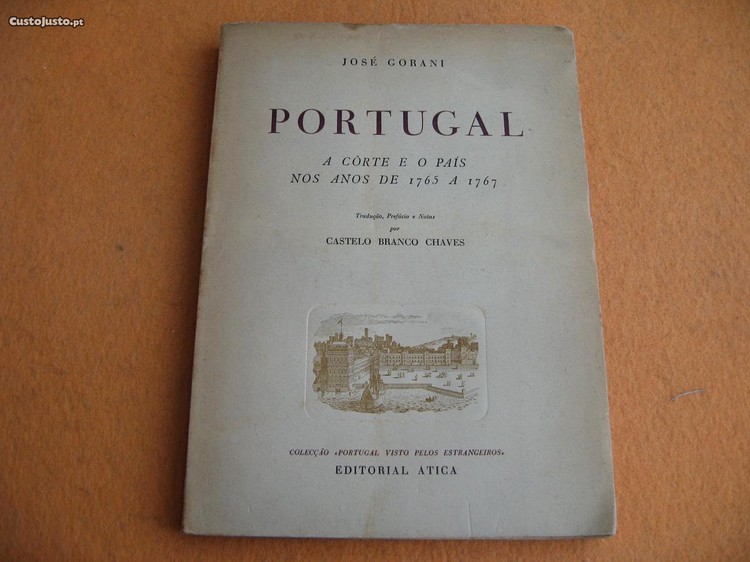 CustoJusto.pt
JOSÉ GORANI
PORTUGAL
A CÔRTE E O PAÍS
NOS ANOS DE 1765 A 1767
Tradução, Prefácio e Notas
por
CASTELO BRANCO CHAVES
COLECÇÃO «PORTUGAL VISTO PELOS ESTRANGEIROS»
EDITORIAL ATICA